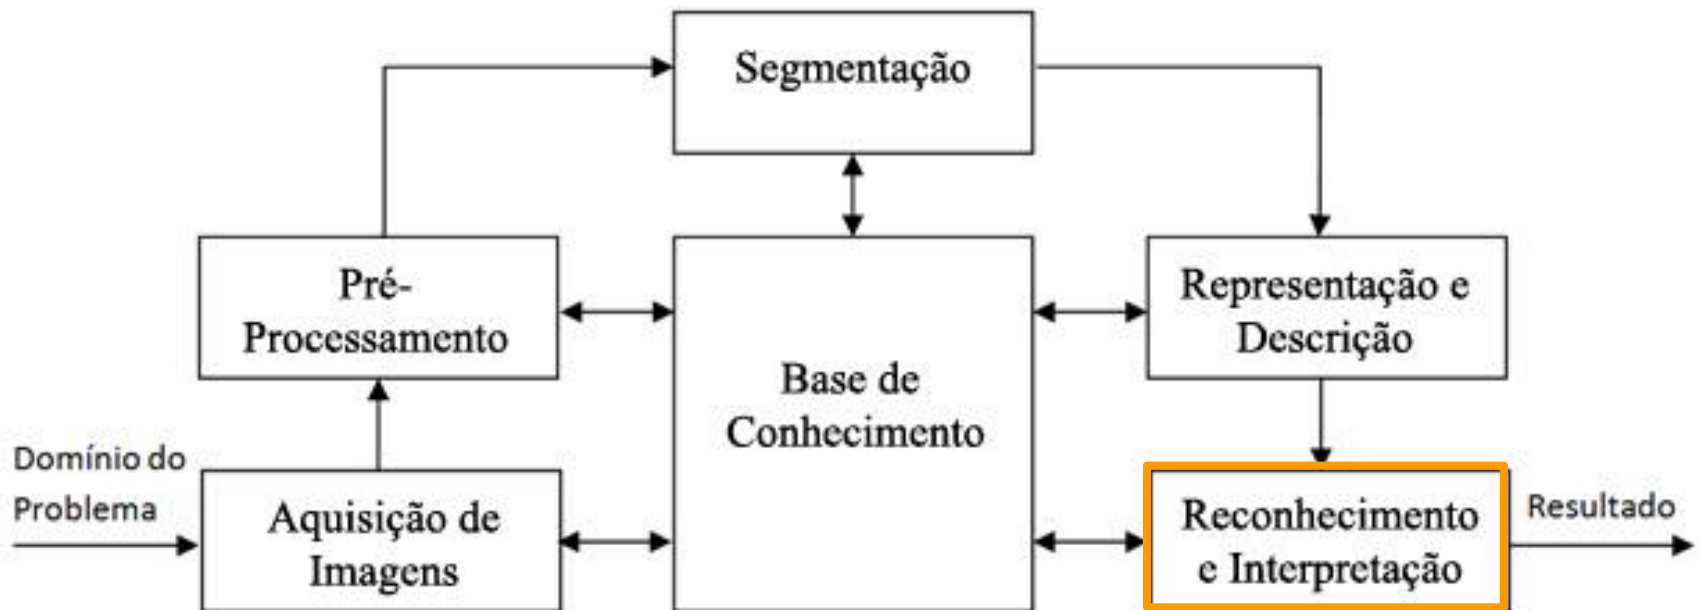 Segmentação
Pré-
Processamento
Base de
Conhecimento
Representação e
Descrição
Domínio do
Problema
Aquisição de
Imagens
Reconhecimento
e Interpretação
Resultado